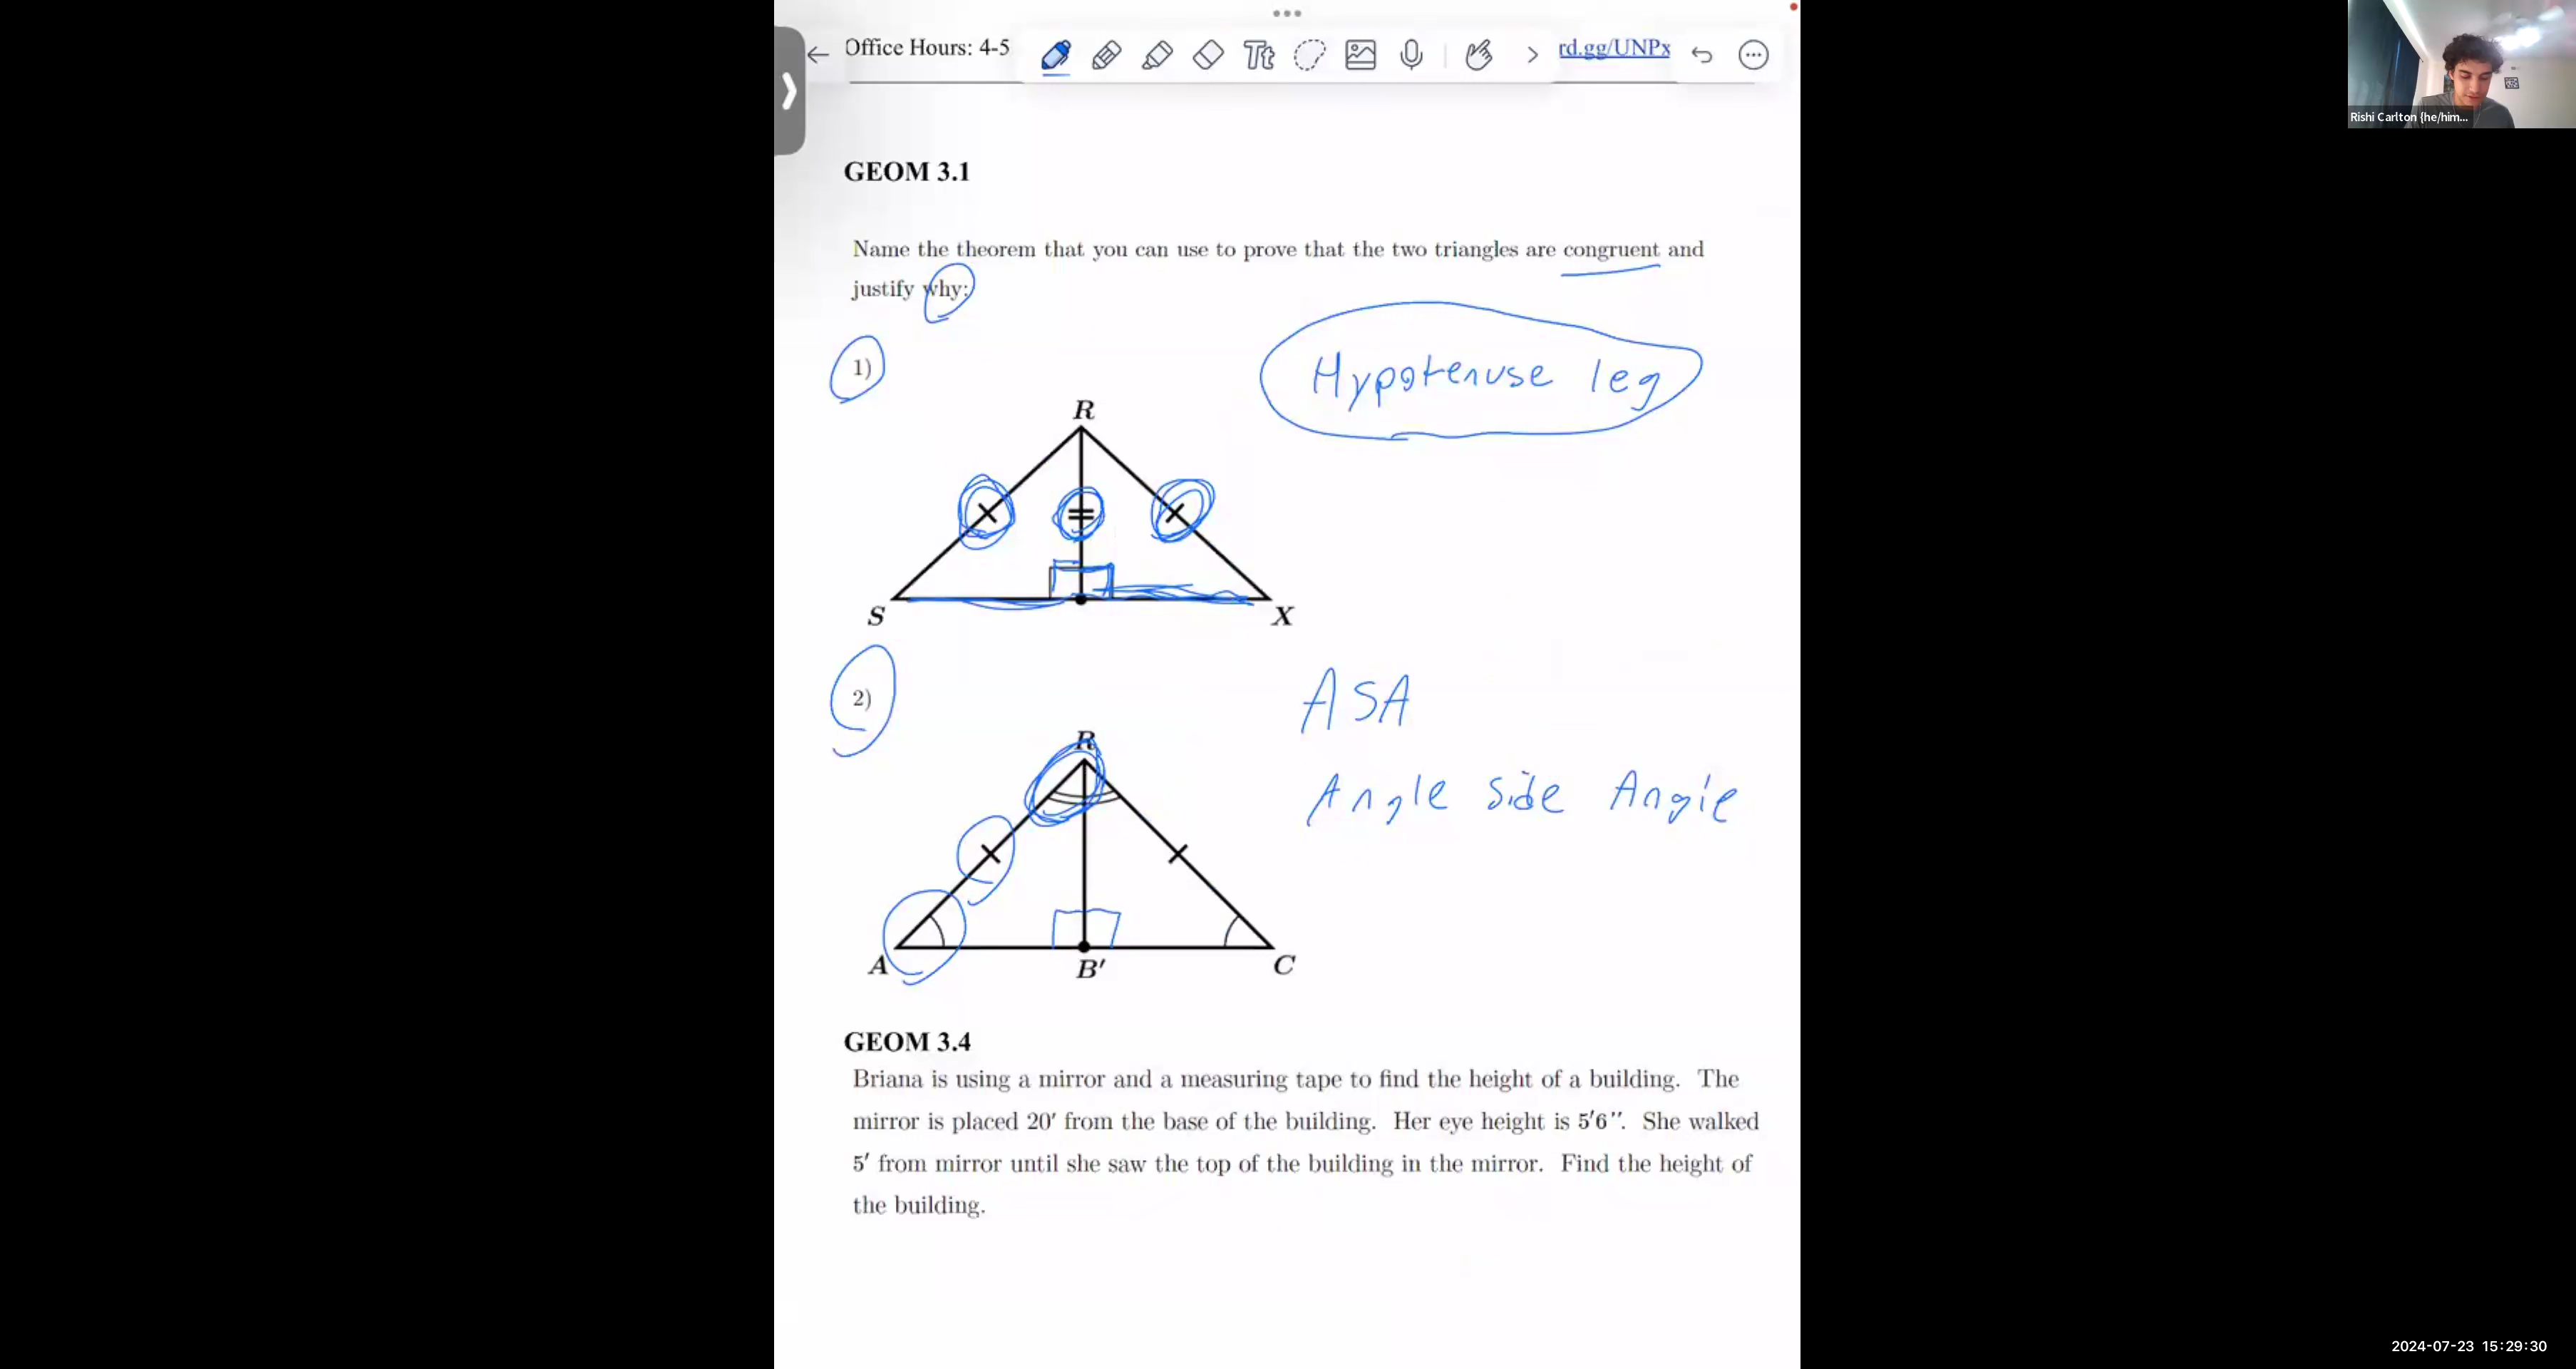 Office Hours: 4-5
Tt
rd.gg/UNPx
Rishi Carlton (he/him...
GEOM 3.1
Name the theorem that you can use to prove that the two triangles are congruent and
justify why:
1)
Hypotenuse leg
R
S
X
2)
ASA
R
Angle side Angle
A
B′
C
GEOM 3.4
Briana is using a mirror and a measuring tape to find the height of a building. The
mirror is placed 20′ from the base of the building. Her eye height is 5′6″. She walked
5′ from mirror until she saw the top of the building in the mirror. Find the height of
the building.
2024-07-23 15:29:30